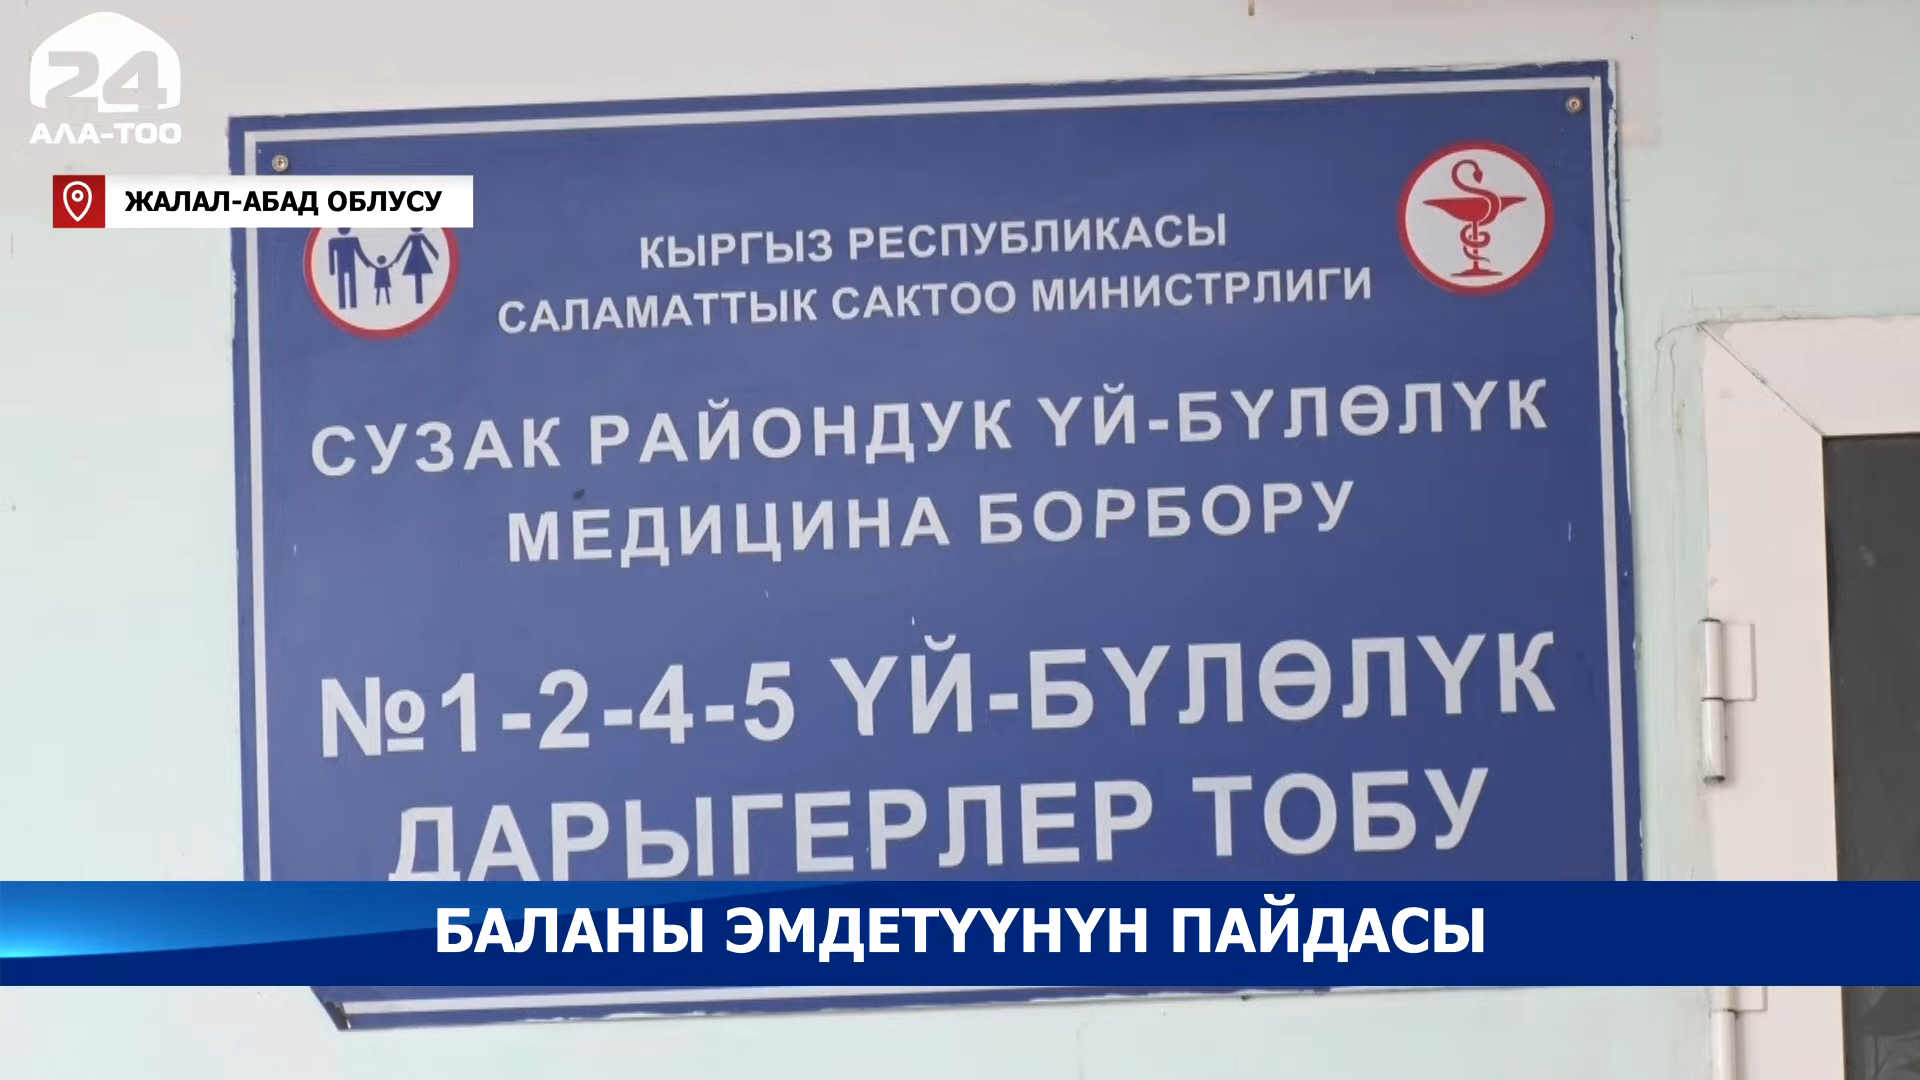 24
АЛА-ТОО
ЖАЛАЛ-АБАД ОБЛУСУ
КЫРГЫЗ РЕСПУБЛИКАСЫ
САЛАМАТТЫК САКТОО МИНИСТРЛИГИ
СУЗАК РАЙОНДУК ҮЙ-БҮЛӨЛҮК
МЕДИЦИНА БОРБОРУ
№1-2-4-5 ҮЙ-БҮЛӨЛҮК
ДАРЫГЕРЛЕР ТОБУ
БАЛАНЫ ЭМДЕТҮҮНҮН ПАЙДАСЫ